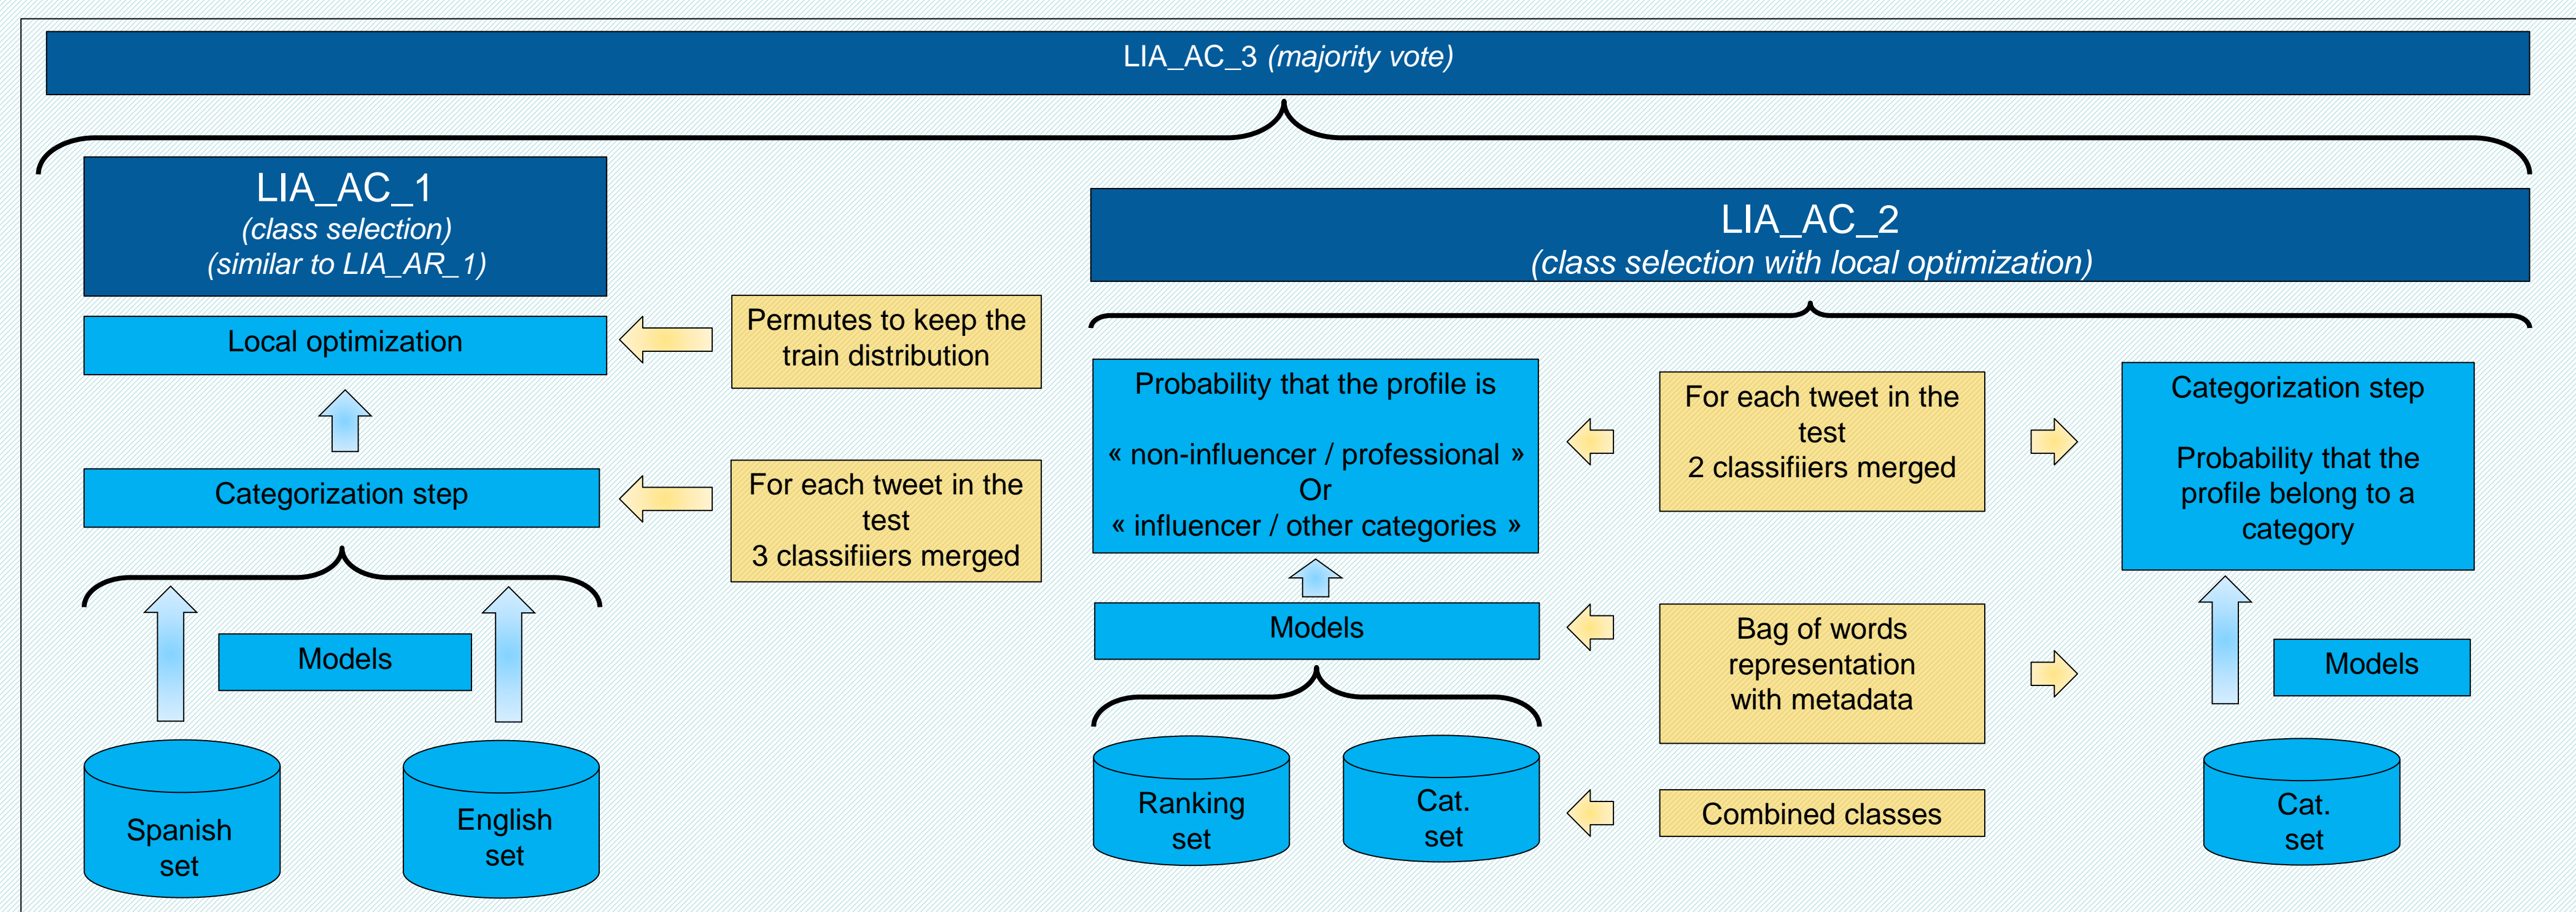 LIA_AC_3 (majority vote)
LIA_AC_1
(class selection)
(similar to LIA_AR_1)
Local optimization
Permutes to keep the
train distribution
Categorization step
For each tweet in the
test
3 classifiiers merged
Models
Spanish
set
English
set
LIA_AC_2
(class selection with local optimization)
Probability that the profile is
« non-influencer / professional »
Or
« influencer / other categories »
For each tweet in the
test
2 classifiiers merged
Categorization step
Probability that the
profile belong to a
category
Models
Bag of words
representation
with metadata
Models
Ranking
set
Cat.
set
Combined classes
Cat.
set